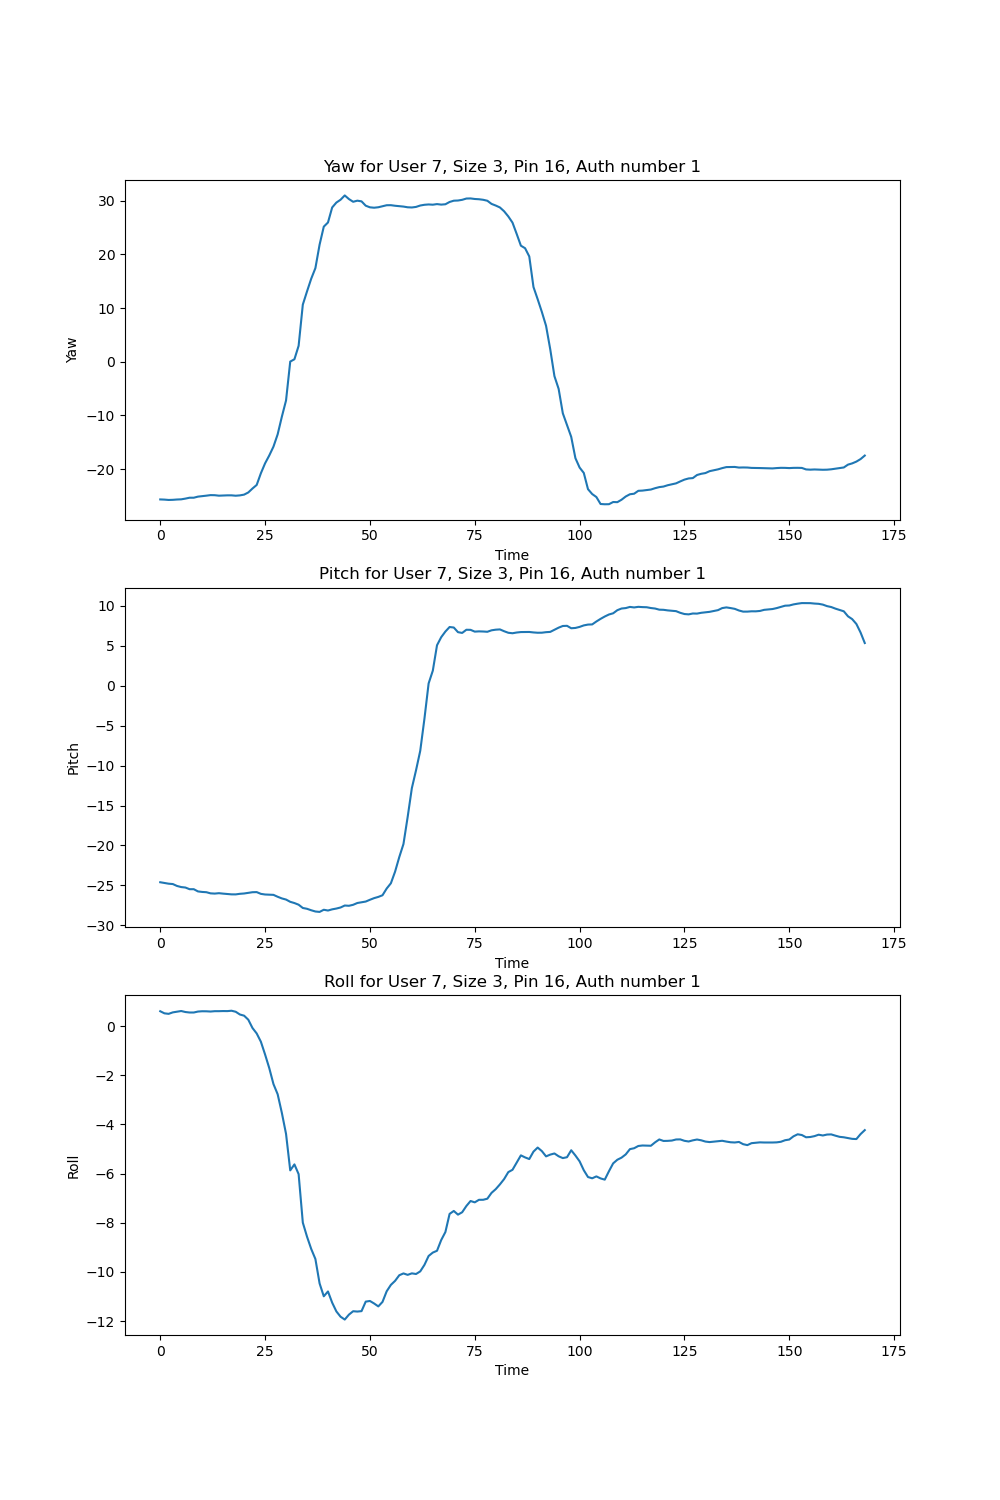 Yaw for User 7, Size 3, Pin 16, Auth number 1
30
20
10
0
−10
−20
Yaw
0 25 50 75 100 125 150 175
Time
Pitch for User 7, Size 3, Pin 16, Auth number 1
10
5
0
−5
−10
−15
−20
−25
−30
Pitch
0 25 50 75 100 125 150 175
Time
Roll for User 7, Size 3, Pin 16, Auth number 1
0
−2
−4
−6
−8
−10
−12
Roll
0 25 50 75 100 125 150 175
Time